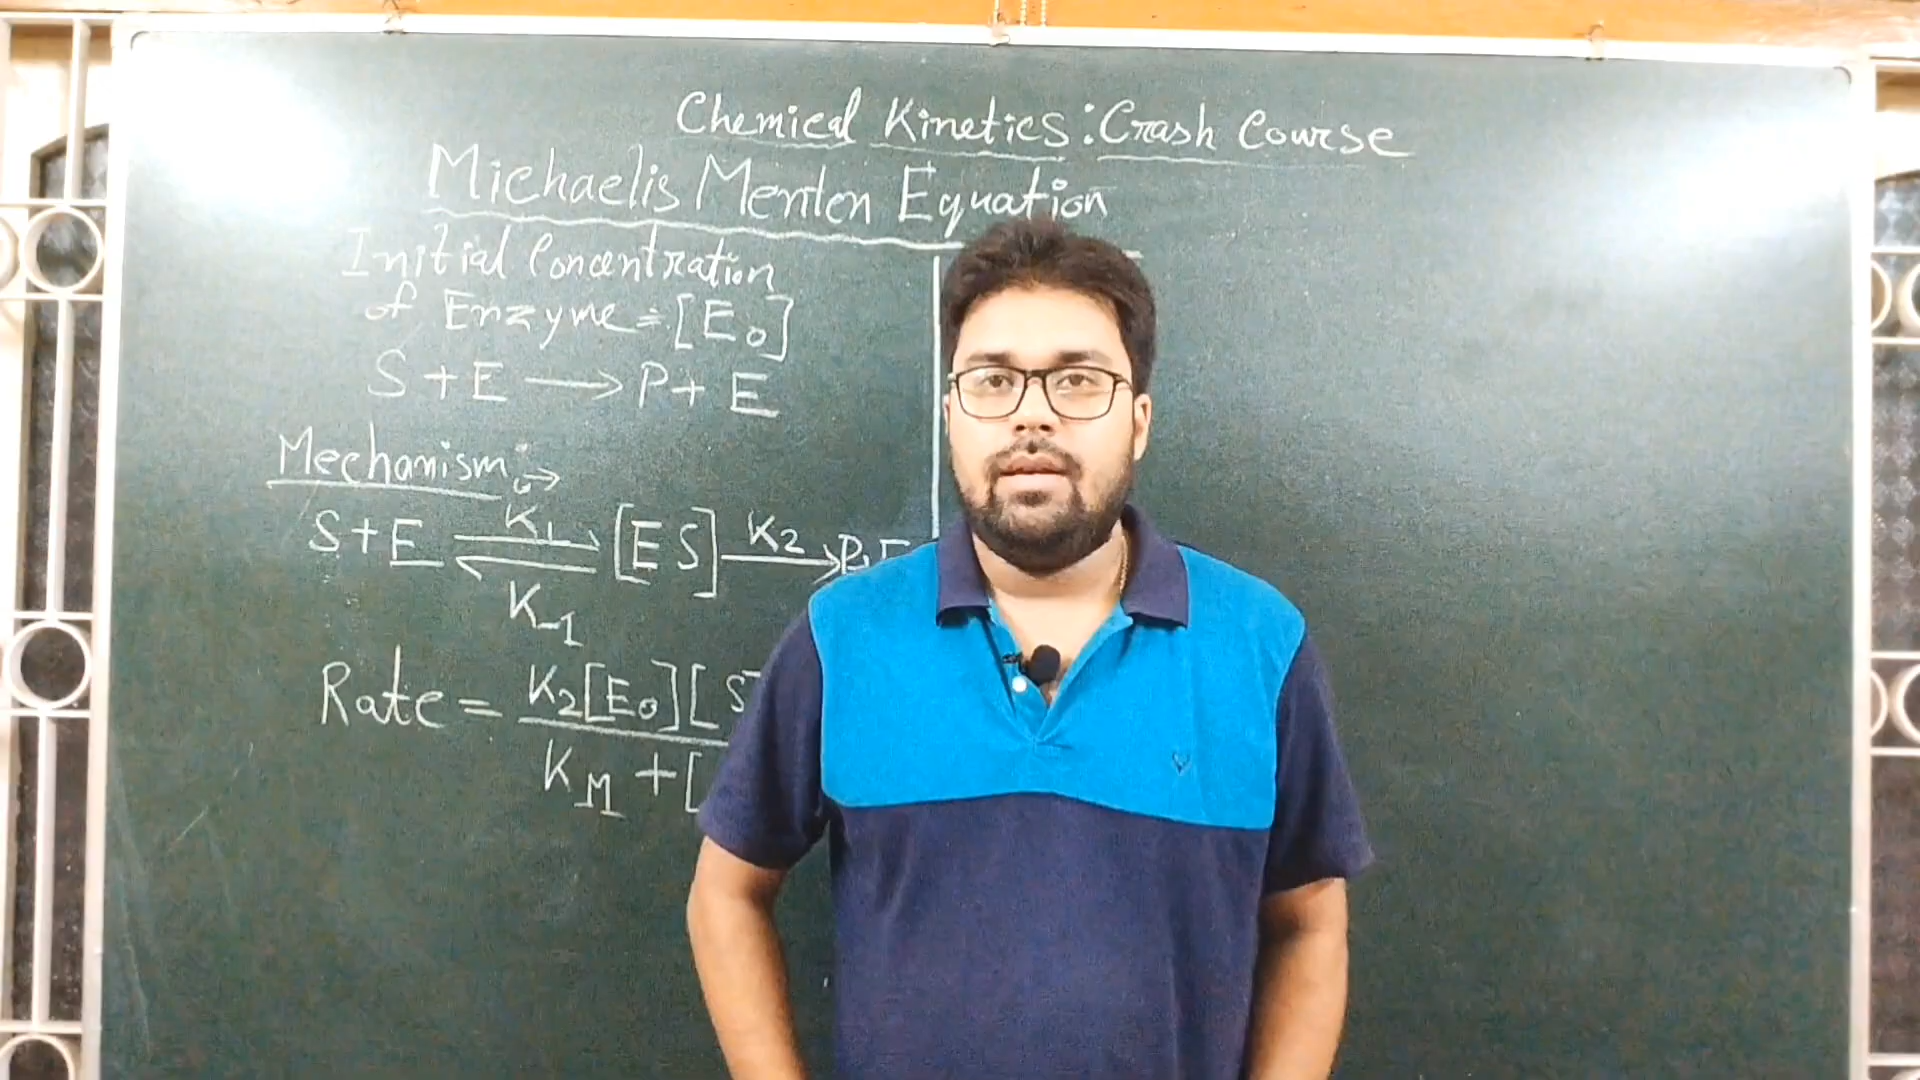 Chemical Kinetics: Crash Course
Michaelis Menten Equation
Initial Concentration
of Enzyme = [E₀]
S + E ⟶ P + E
Mechanism :→
S + E ⇌ [ES] ⟶ P+E
K₁ K₂
K₋₁
Rate = K₂[E₀][S
K_M + [